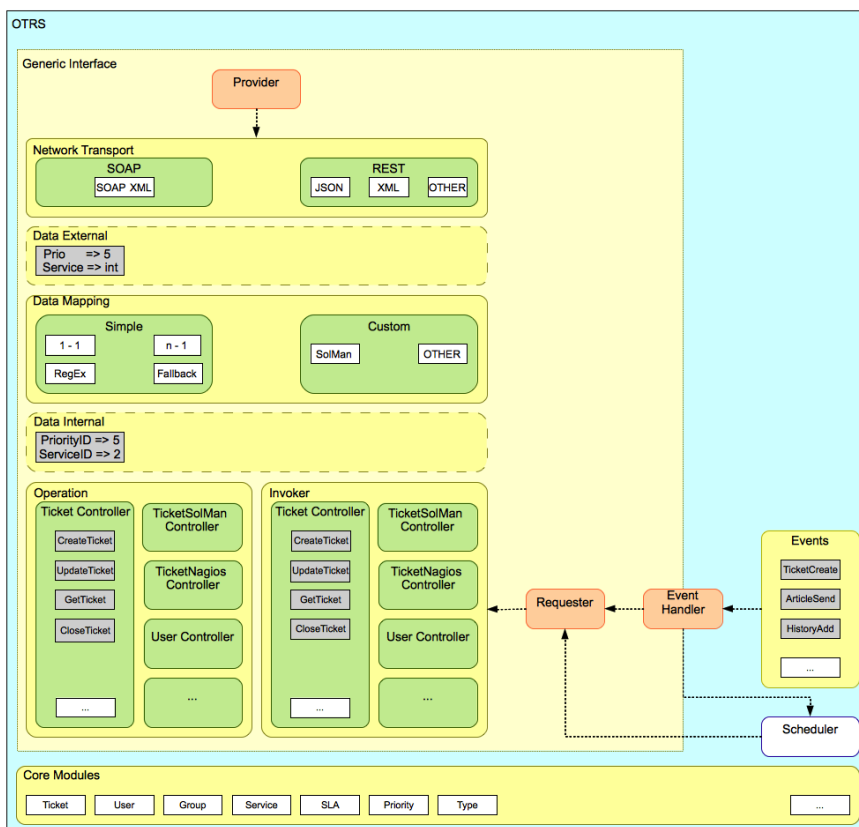 OTRS
Generic Interface
Provider
Network Transport
SOAP
SOAP XML
REST
JSON
XML
OTHER
Data External
Prio => 5
Service => int
Data Mapping
Simple
1 - 1
n - 1
RegEx
Fallback
Custom
SolMan
OTHER
Data Internal
PriorityID => 5
ServiceID => 2
Operation
Ticket Controller
CreateTicket
UpdateTicket
GetTicket
CloseTicket
...
TicketSolMan
Controller
TicketNagios
Controller
User Controller
...
Invoker
Ticket Controller
CreateTicket
UpdateTicket
GetTicket
CloseTicket
...
TicketSolMan
Controller
TicketNagios
Controller
User Controller
...
Requester
Event
Handler
Events
TicketCreate
ArticleSend
HistoryAdd
...
Scheduler
Core Modules
Ticket
User
Group
Service
SLA
Priority
Type
...